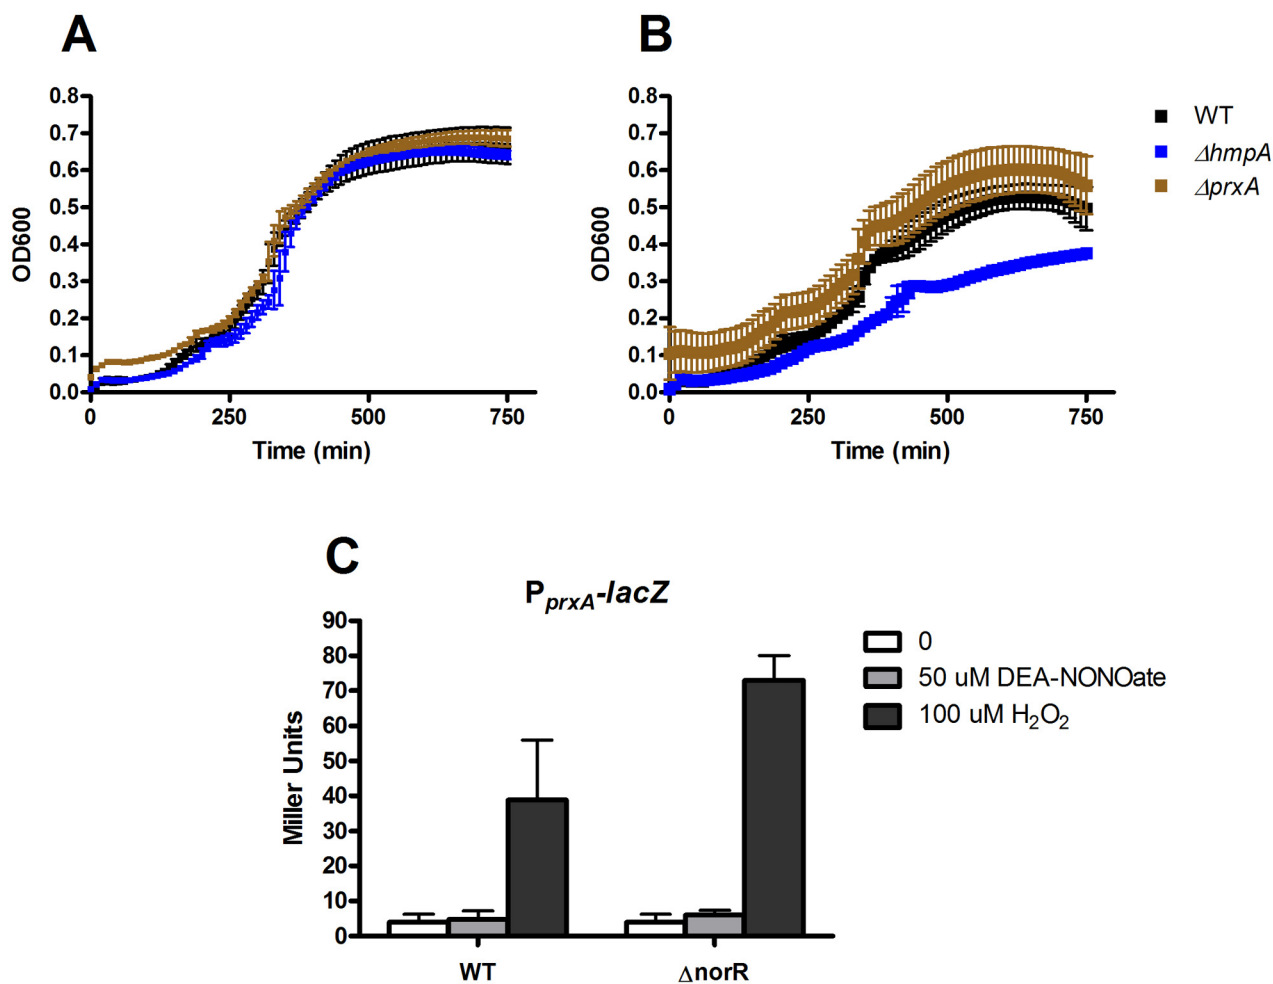 A
0.8
0.7
0.6
0.5
0.4
0.3
0.2
0.1
0.0
OD600
0 250 500 750
Time (min)
B
0.8
0.7
0.6
0.5
0.4
0.3
0.2
0.1
0.0
OD600
0 250 500 750
Time (min)
WT
ΔhmpA
ΔprxA
C
PprxA-lacZ
90
80
70
60
50
40
30
20
10
0
Miller Units
WT ΔnorR
0
50 uM DEA-NONOate
100 uM H₂O₂